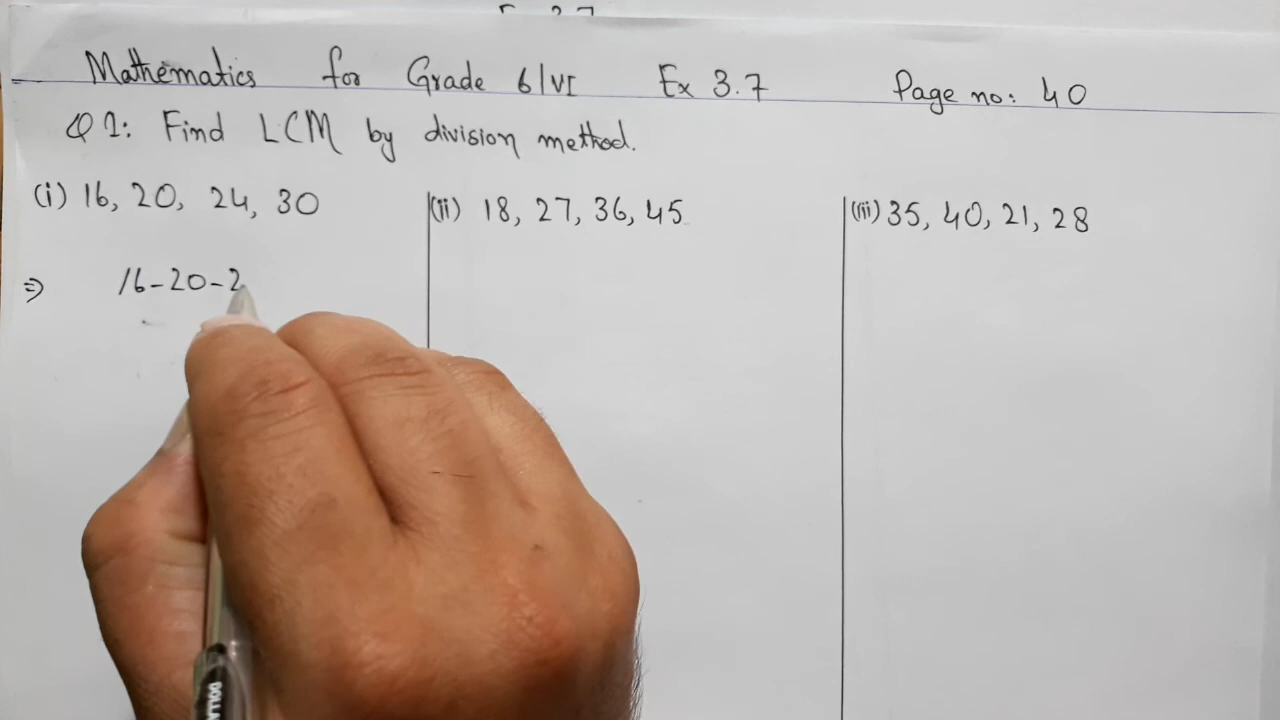 Mathematics for Grade 6/VI Ex 3.7 Page no: 40
Q1: Find LCM by division method.
(i) 16, 20, 24, 30
(ii) 18, 27, 36, 45
(iii) 35, 40, 21, 28
⇒ 16-20-2
DOLLA